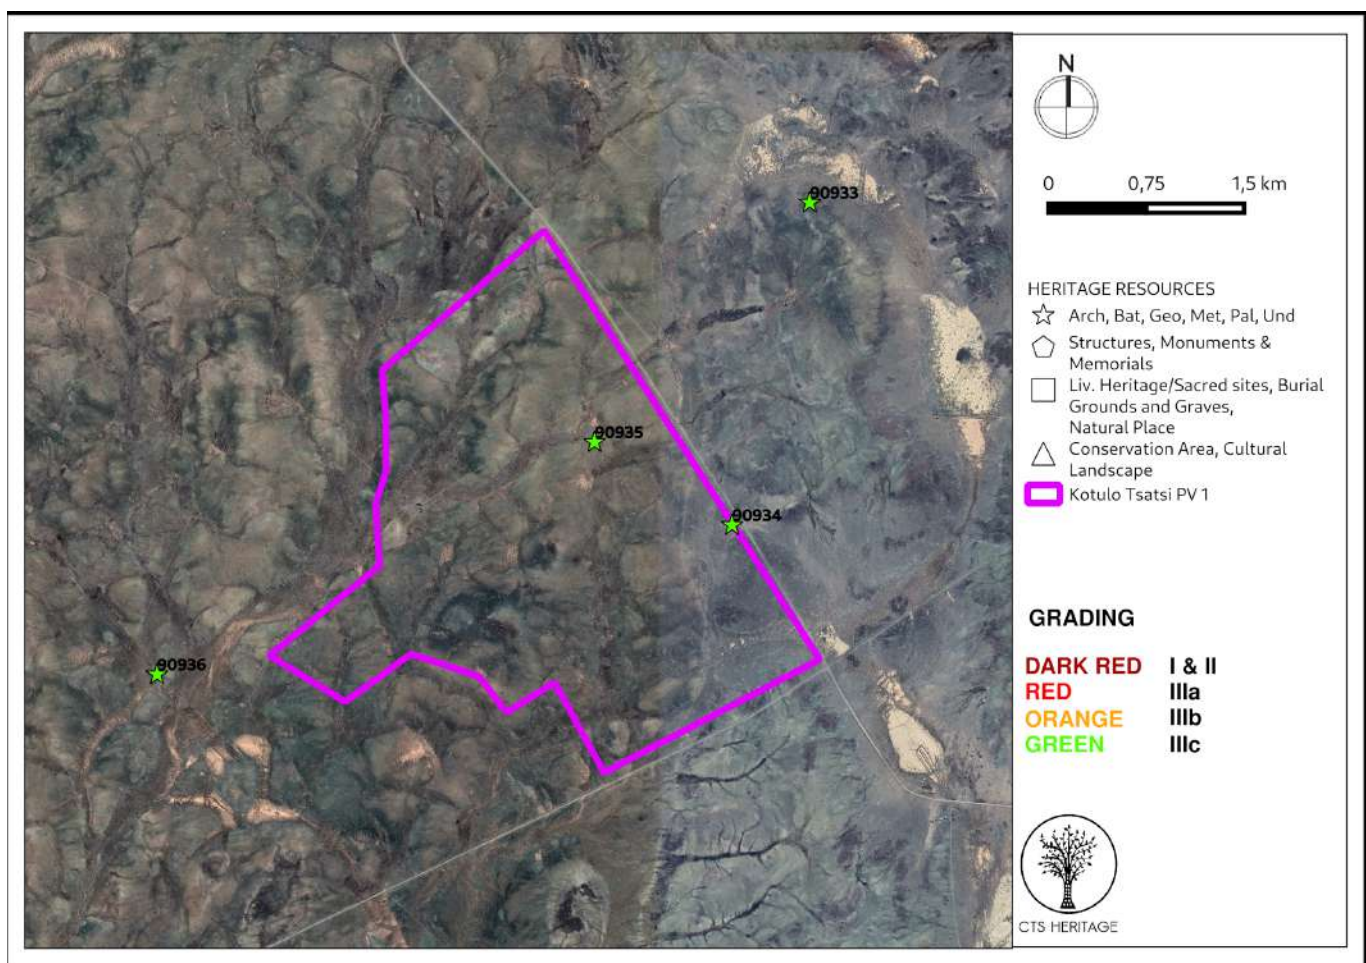 N
0 0,75 1,5 km
HERITAGE RESOURCES
Arch, Bat, Geo, Met, Pal, Und
Structures, Monuments &
Memorials
Liv. Heritage/Sacred sites, Burial
Grounds and Graves,
Natural Place
Conservation Area, Cultural
Landscape
Kotulo Tsatsi PV 1
GRADING
DARK RED I & II
RED IIIa
ORANGE IIIb
GREEN IIIc
CTS HERITAGE
90933
90935
90934
90936